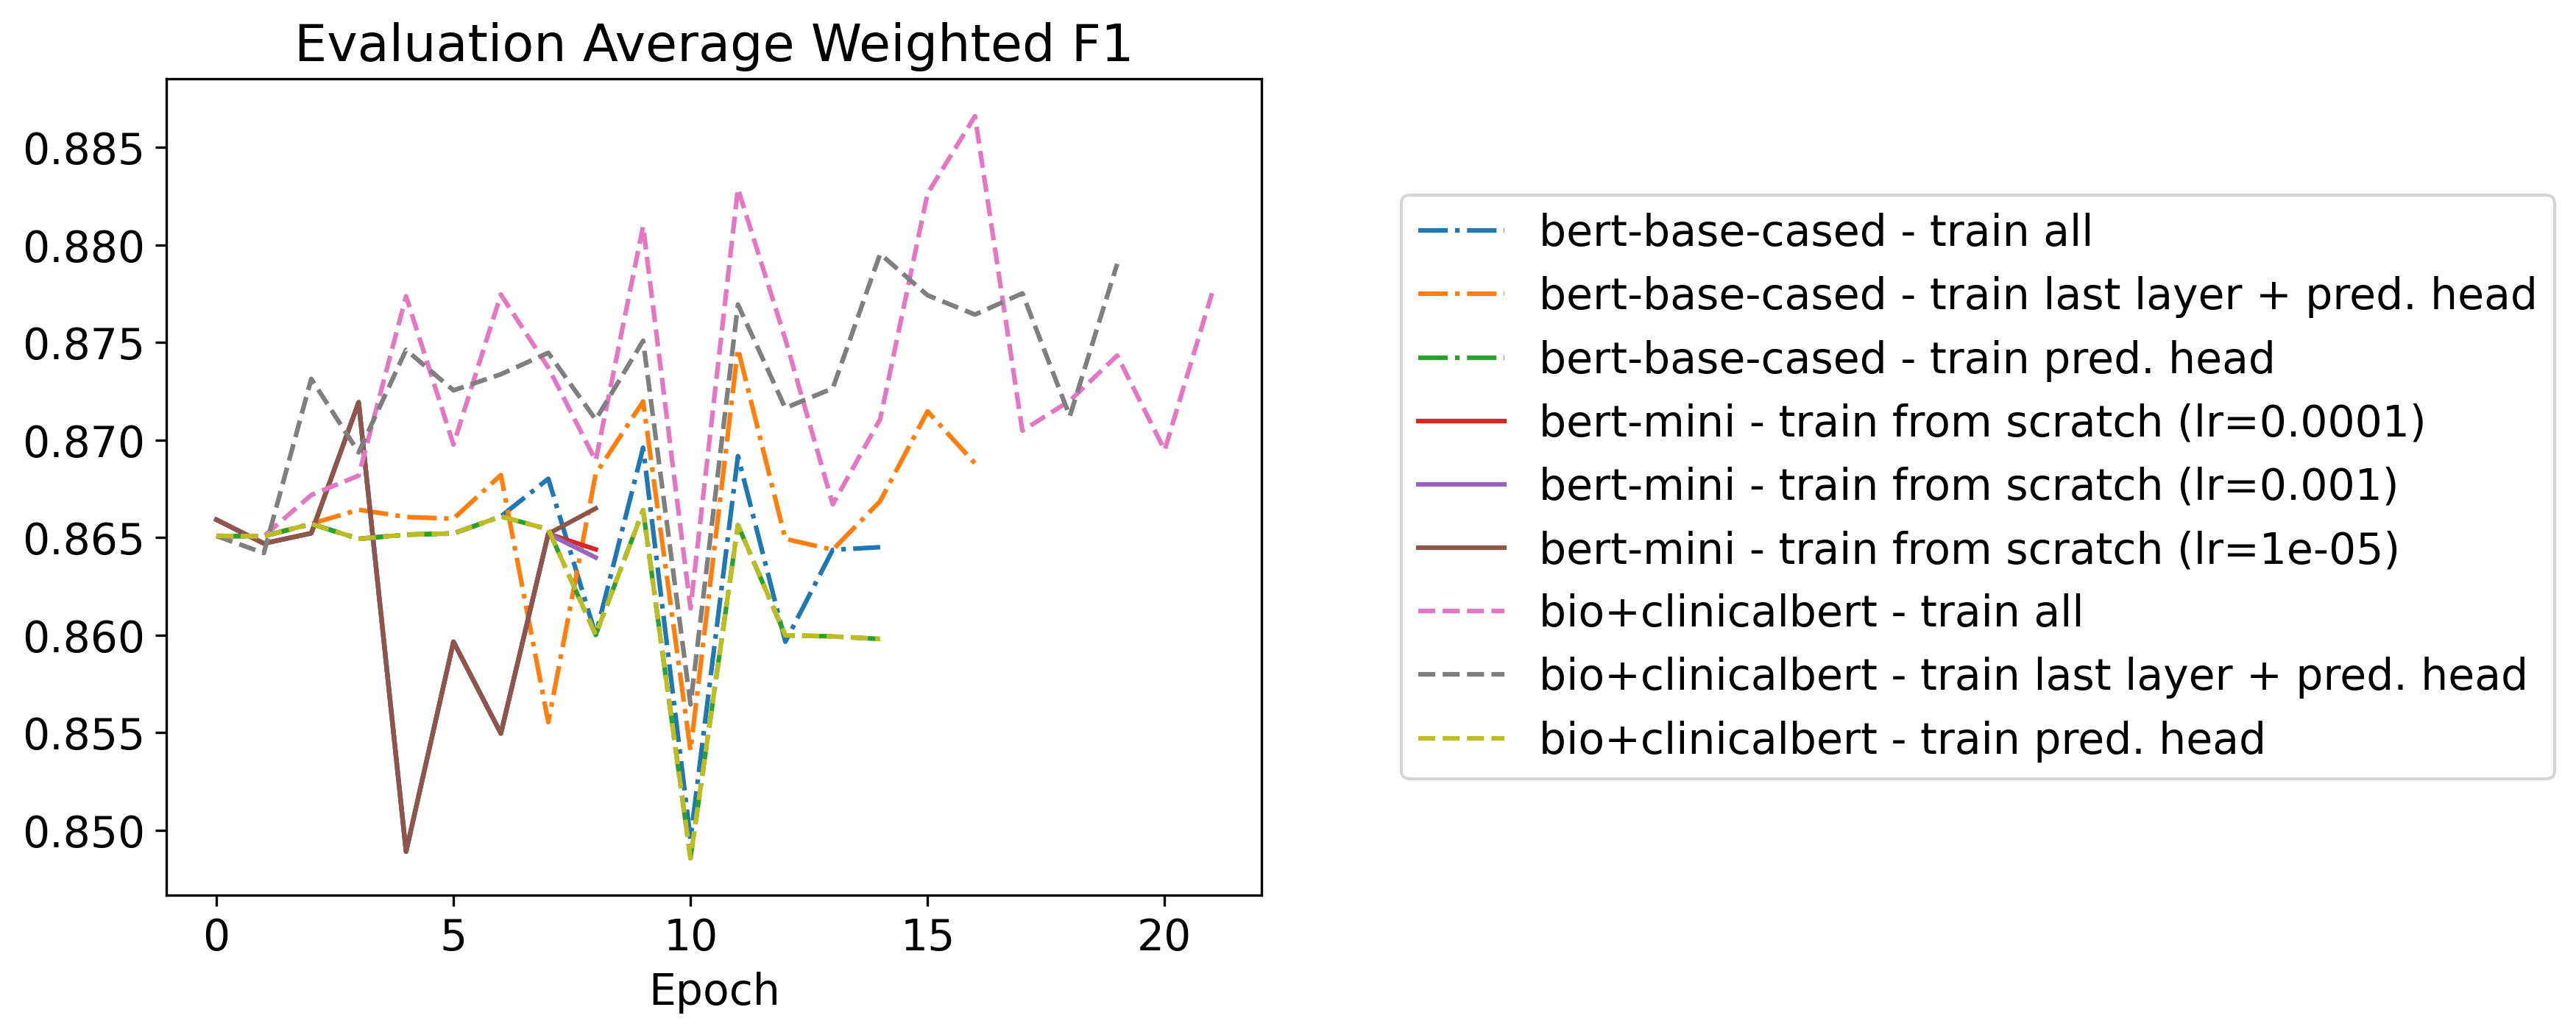 Evaluation Average Weighted F1
0.885
0.880
0.875
0.870
0.865
0.860
0.855
0.850
0 5 10 15 20
Epoch
bert-base-cased - train all
bert-base-cased - train last layer + pred. head
bert-base-cased - train pred. head
bert-mini - train from scratch (lr=0.0001)
bert-mini - train from scratch (lr=0.001)
bert-mini - train from scratch (lr=1e-05)
bio+clinicalbert - train all
bio+clinicalbert - train last layer + pred. head
bio+clinicalbert - train pred. head